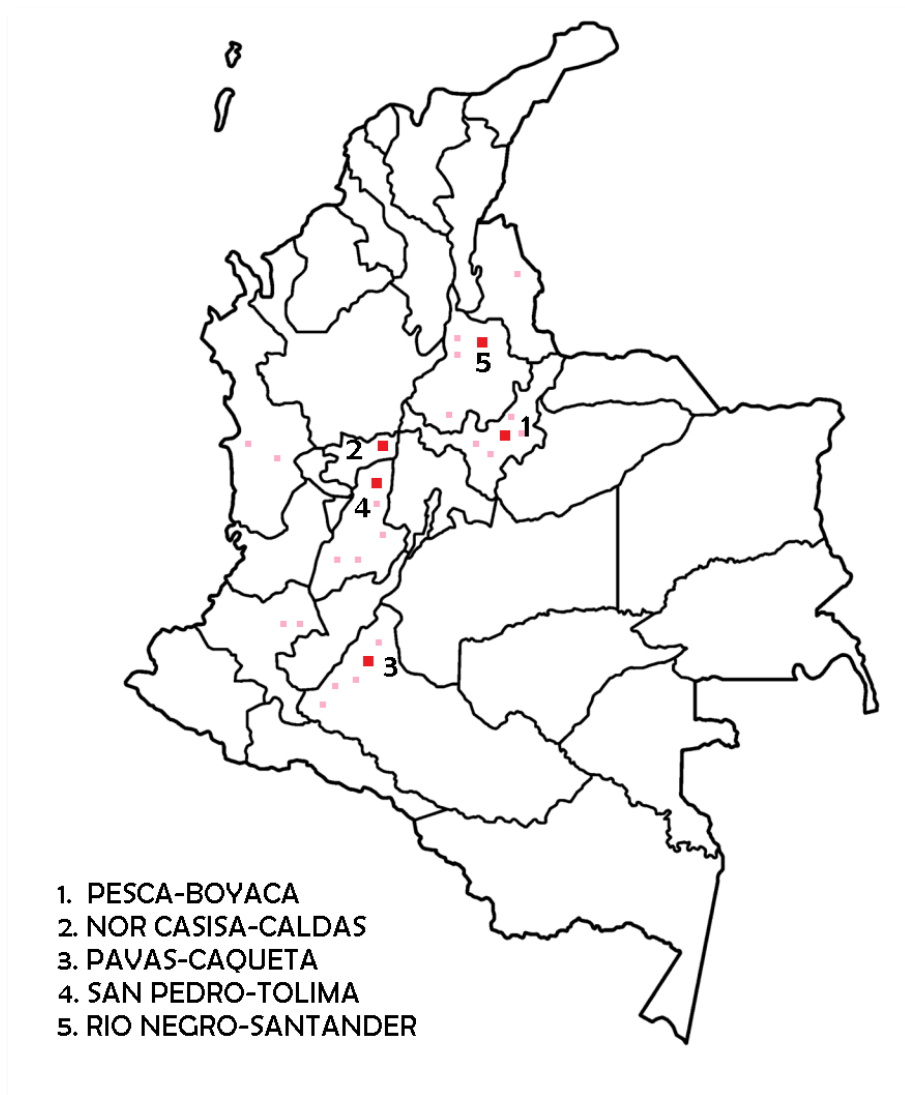 5
1
2
4
3
1. PESCA-BOYACA
2. NOR CASISA-CALDAS
3. PAVAS-CAQUETA
4. SAN PEDRO-TOLIMA
5. RIO NEGRO-SANTANDER